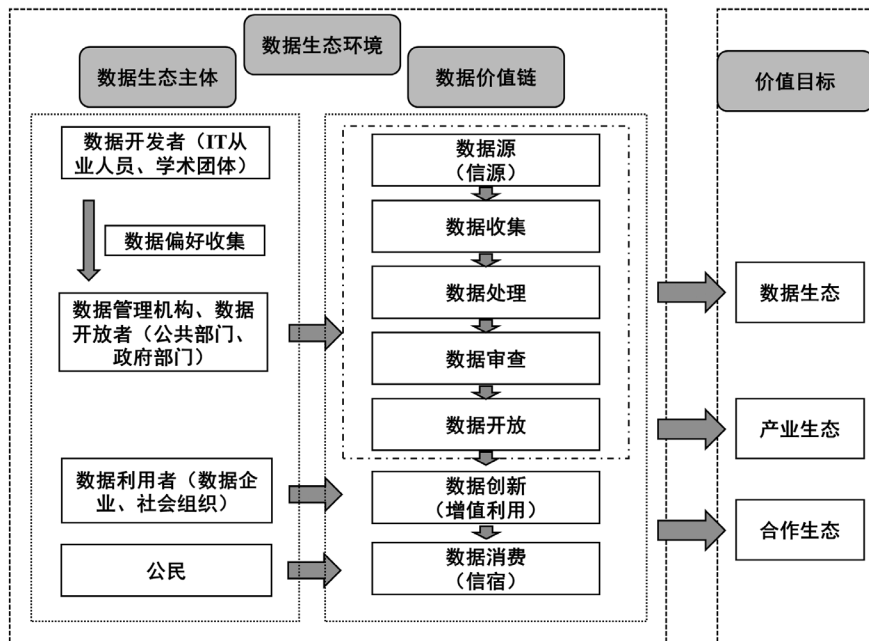 数据生态环境
数据生态主体
数据价值链
价值目标
数据开发者（IT从
业人员、学术团体）
数据偏好收集
数据管理机构、数据
开放者（公共部门、
政府部门）
数据利用者（数据企
业、社会组织）
公民
数据源
（信源）
数据收集
数据处理
数据审查
数据开放
数据创新
（增值利用）
数据消费
（信宿）
数据生态
产业生态
合作生态